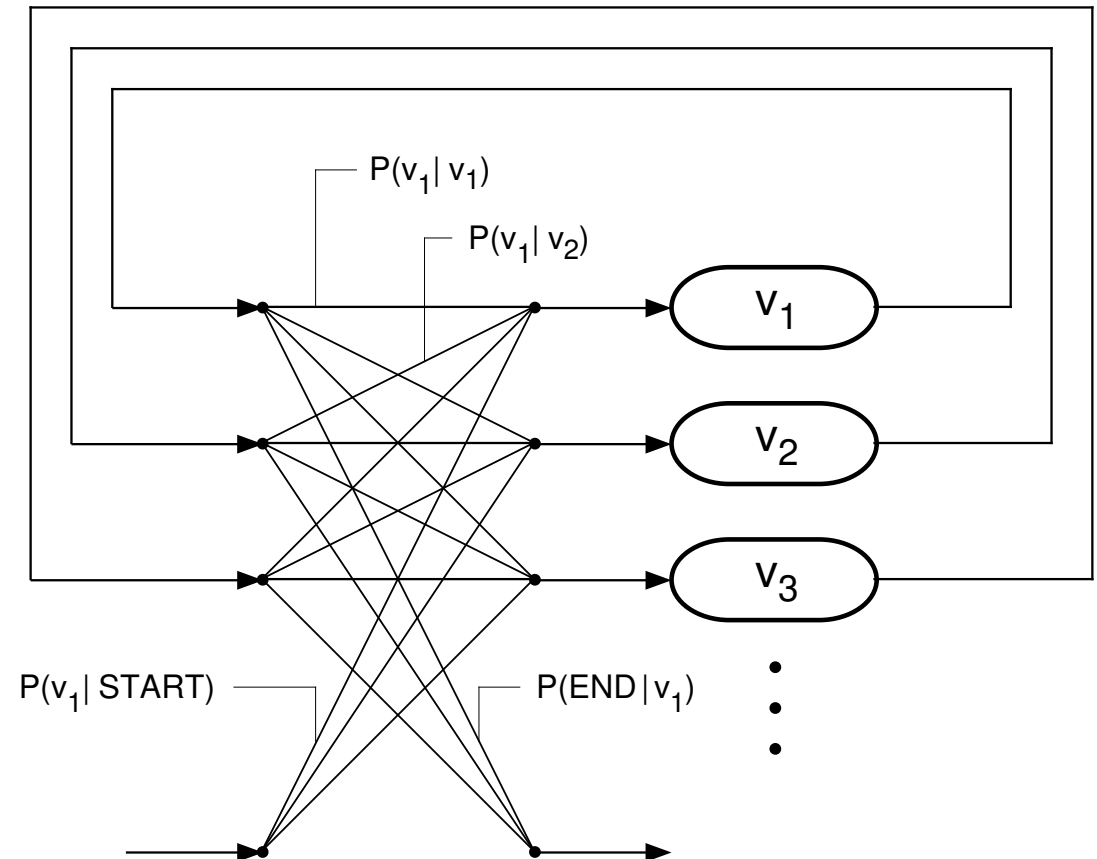 P(v₁| v₁)
P(v₁| v₂)
v₁
v₂
v₃
P(v₁| START)
P(END | v₁)